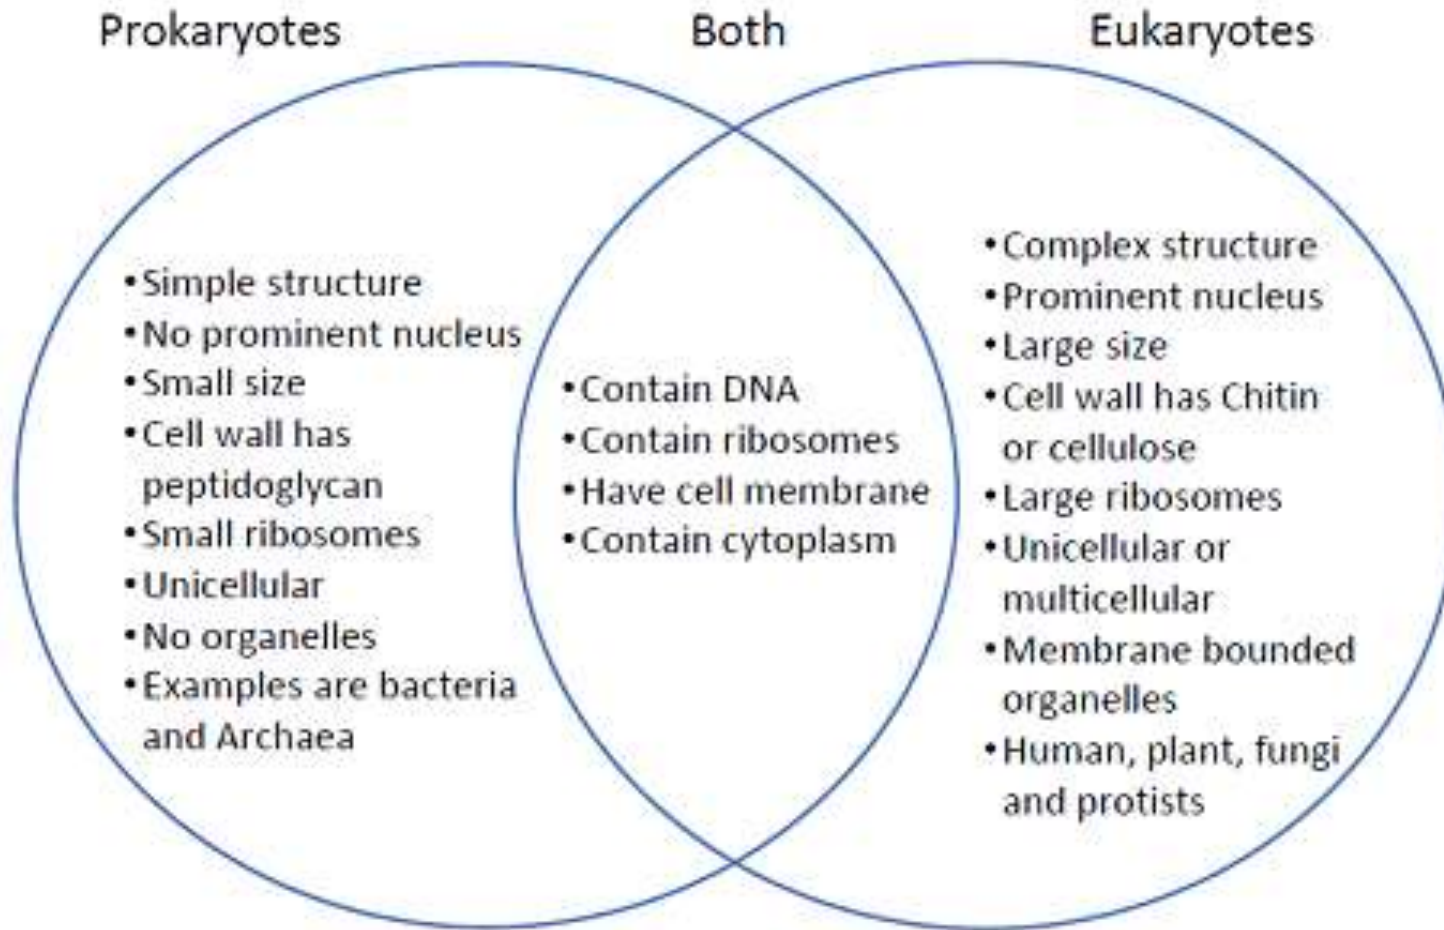 Prokaryotes
Both
Eukaryotes
•Simple structure
•No prominent nucleus
•Small size
•Cell wall has
peptidoglycan
•Small ribosomes
•Unicellular
•No organelles
•Examples are bacteria
and Archaea
•Contain DNA
•Contain ribosomes
•Have cell membrane
•Contain cytoplasm
•Complex structure
•Prominent nucleus
•Large size
•Cell wall has Chitin
or cellulose
•Large ribosomes
•Unicellular or
multicellular
•Membrane bounded
organelles
•Human, plant, fungi
and protists